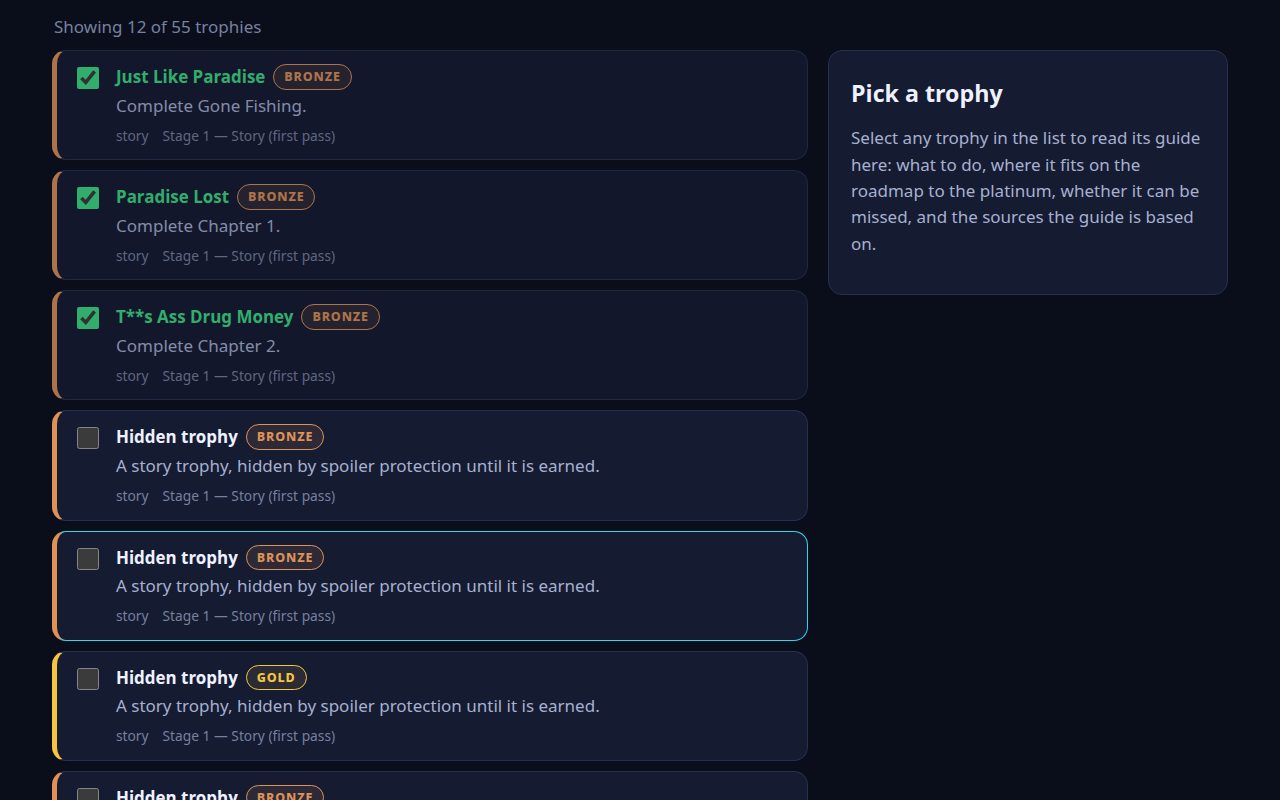 Showing 12 of 55 trophies
Just Like Paradise BRONZE
Complete Gone Fishing.
story Stage 1 — Story (first pass)
Paradise Lost BRONZE
Complete Chapter 1.
story Stage 1 — Story (first pass)
T**s Ass Drug Money BRONZE
Complete Chapter 2.
story Stage 1 — Story (first pass)
Hidden trophy BRONZE
A story trophy, hidden by spoiler protection until it is earned.
story Stage 1 — Story (first pass)
Hidden trophy BRONZE
A story trophy, hidden by spoiler protection until it is earned.
story Stage 1 — Story (first pass)
Hidden trophy GOLD
A story trophy, hidden by spoiler protection until it is earned.
story Stage 1 — Story (first pass)
Hidden trophy BRONZE
Pick a trophy
Select any trophy in the list to read its guide
here: what to do, where it fits on the
roadmap to the platinum, whether it can be
missed, and the sources the guide is based
on.